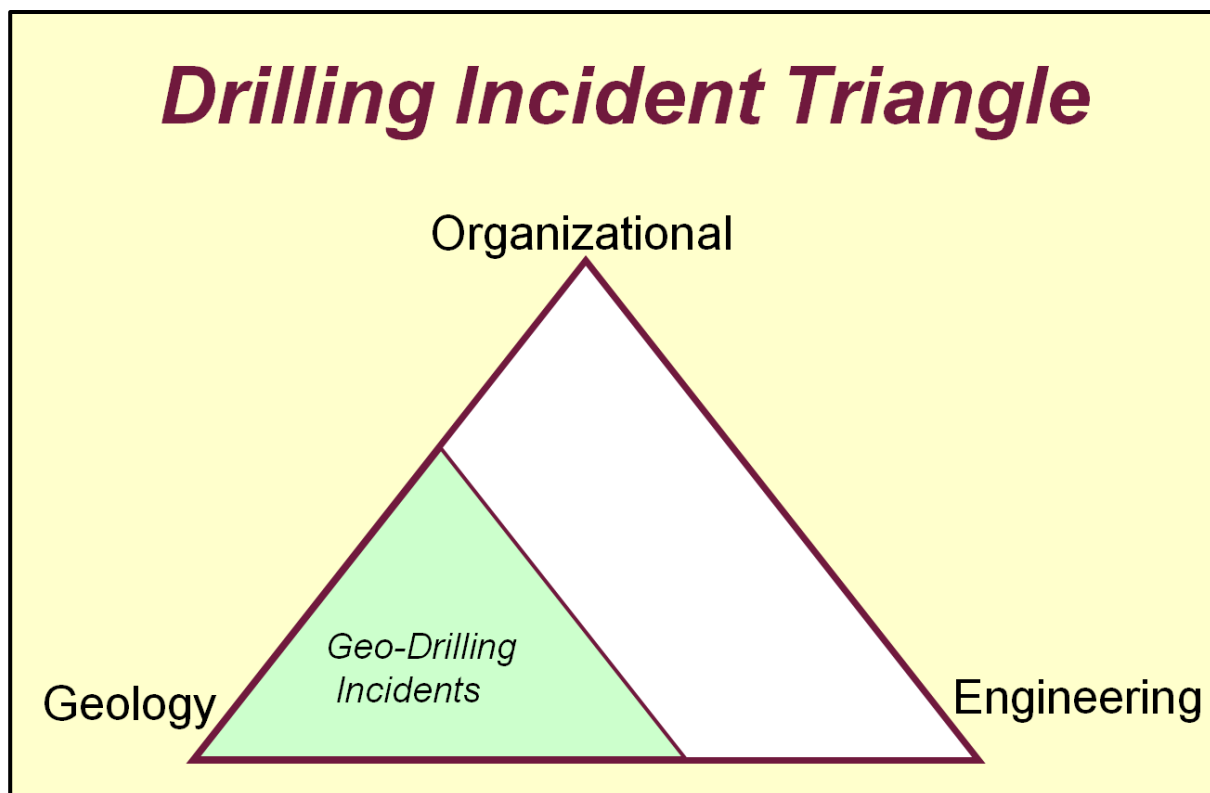 Drilling Incident Triangle
Organizational
Geo-Drilling
Incidents
Geology
Engineering